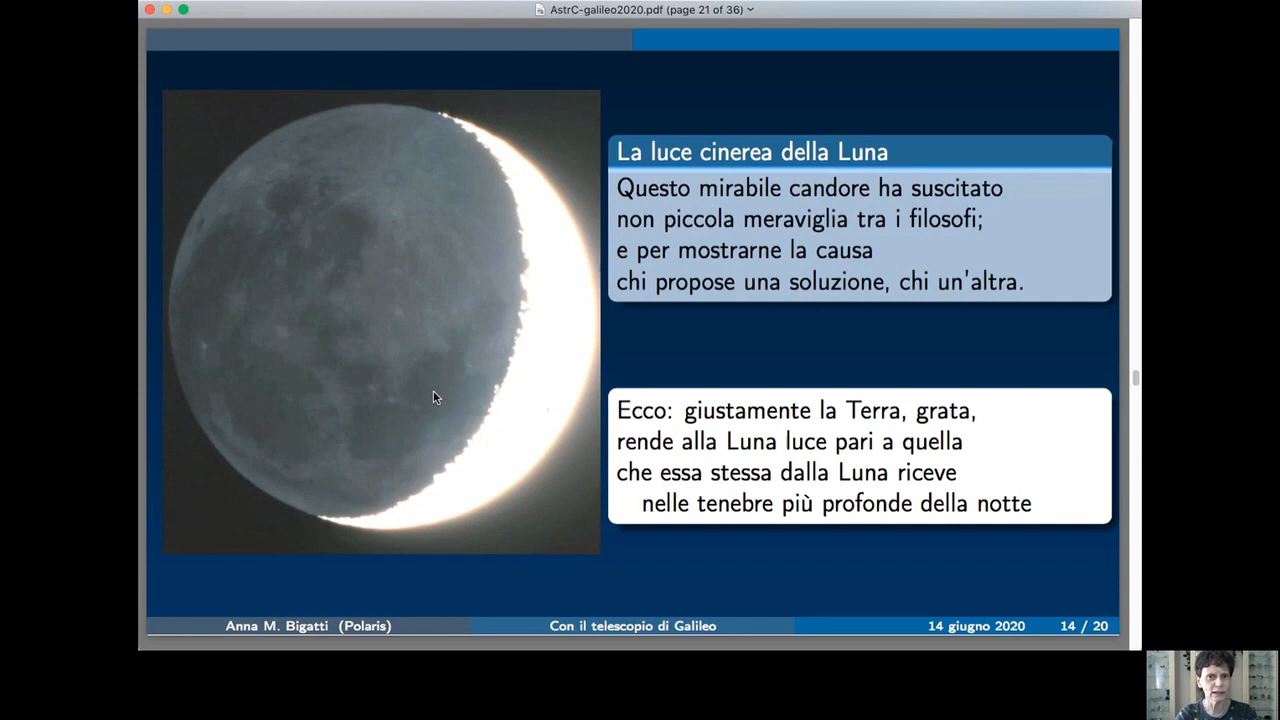 AstrC-galileo2020.pdf (page 21 of 36)
La luce cinerea della Luna
Questo mirabile candore ha suscitato
non piccola meraviglia tra i filosofi;
e per mostrarne la causa
chi propose una soluzione, chi un'altra.
Ecco: giustamente la Terra, grata,
rende alla Luna luce pari a quella
che essa stessa dalla Luna riceve
nelle tenebre più profonde della notte
Anna M. Bigatti (Polaris) Con il telescopio di Galileo 14 giugno 2020 14 / 20